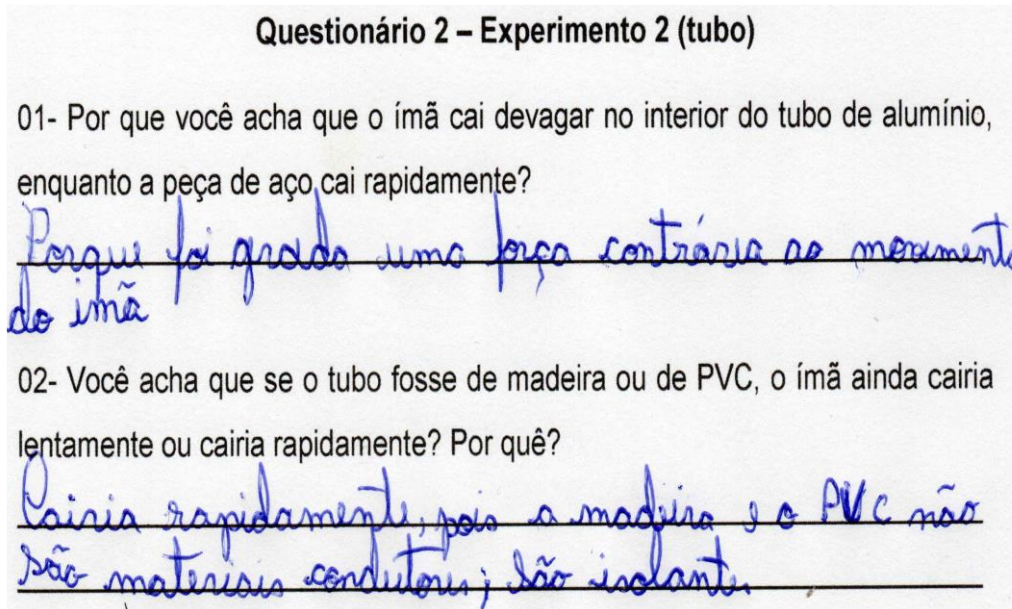 Questionário 2 – Experimento 2 (tubo)
01- Por que você acha que o ímã cai devagar no interior do tubo de alumínio,
enquanto a peça de aço cai rapidamente?
Porque foi grada uma força contrária ao movimento
do imã
02- Você acha que se o tubo fosse de madeira ou de PVC, o ímã ainda cairia
lentamente ou cairia rapidamente? Por quê?
Cairia rapidamente, pois a madeira e o PVC não
são materiais condutores; são isolante.